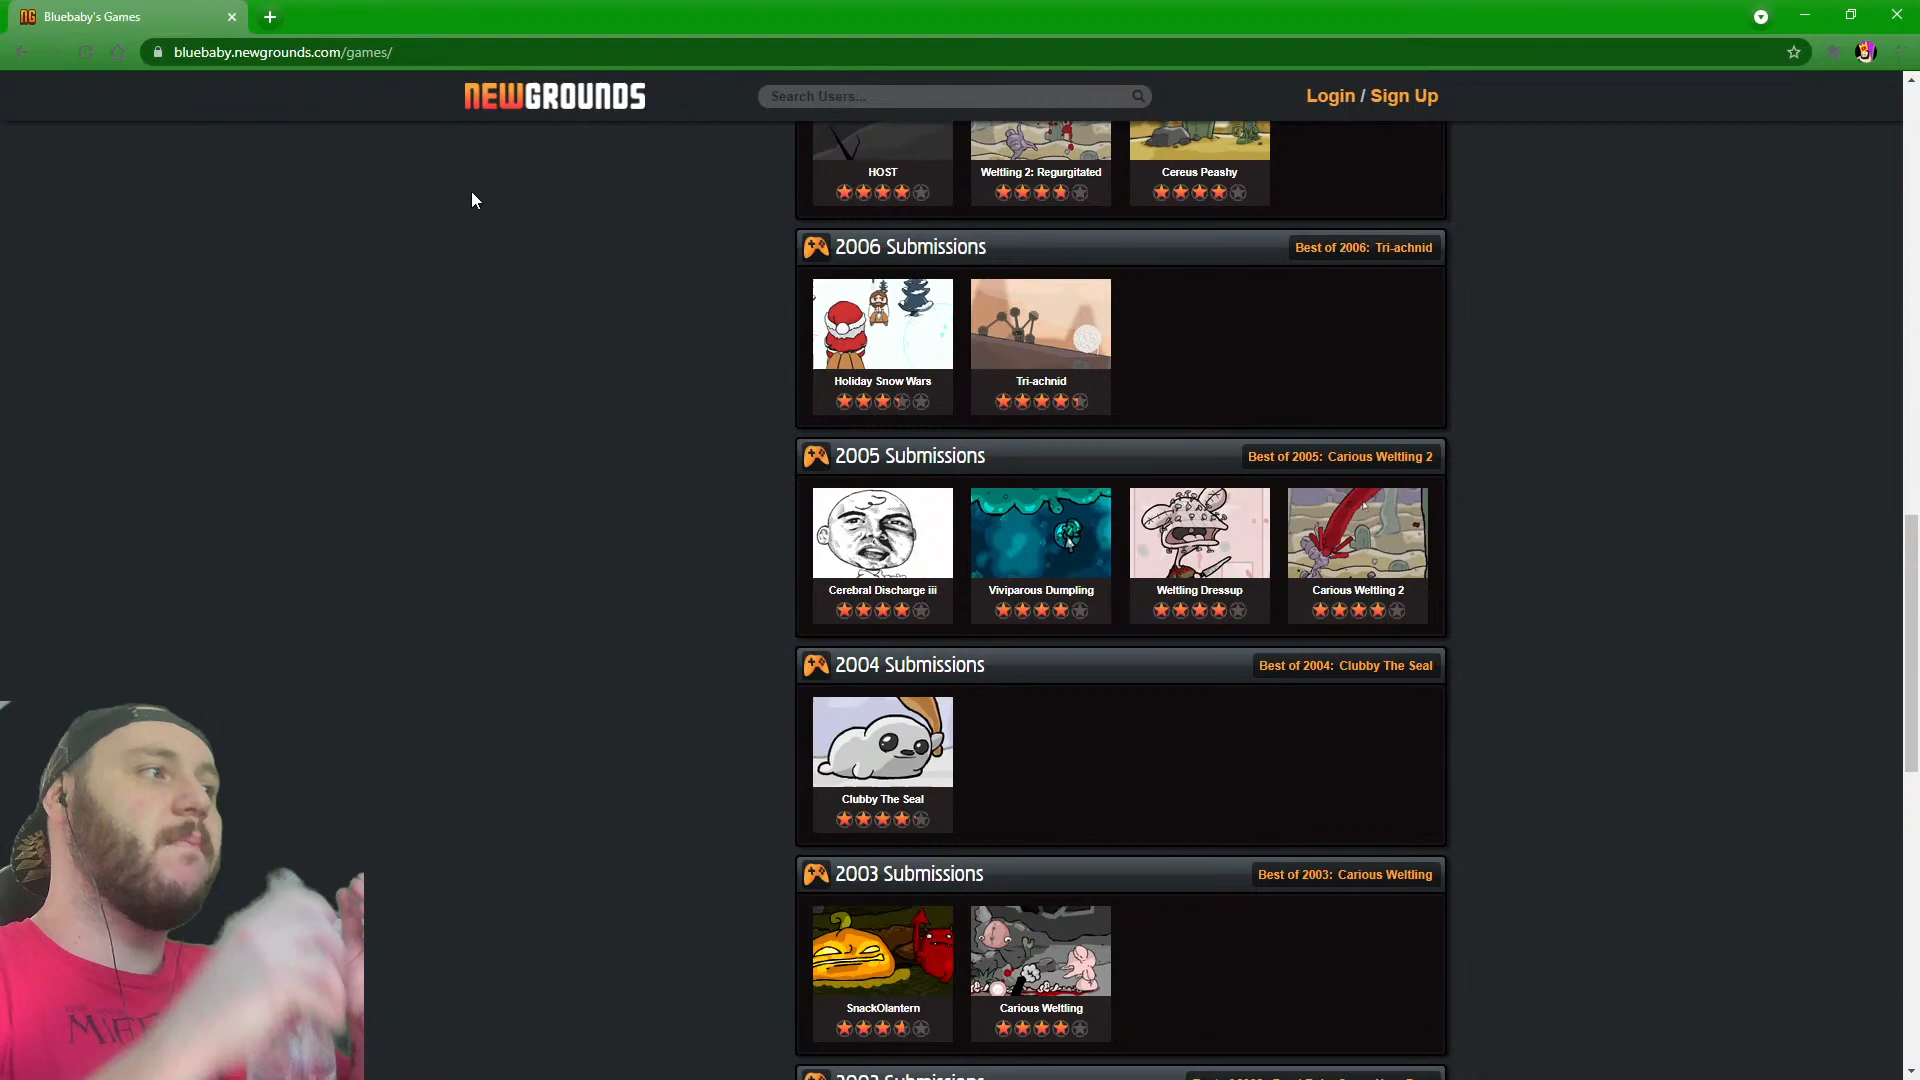 Bluebaby's Games
bluebaby.newgrounds.com/games/
NEWGROUNDS
Search Users...
Login / Sign Up
HOST
Weltling 2: Regurgitated
Cereus Peashy
2006 Submissions
Best of 2006: Tri-achnid
Holiday Snow Wars
Tri-achnid
2005 Submissions
Best of 2005: Carious Weltling 2
Cerebral Discharge iii
Viviparous Dumpling
Weltling Dressup
Carious Weltling 2
2004 Submissions
Best of 2004: Clubby The Seal
Clubby The Seal
2003 Submissions
Best of 2003: Carious Weltling
SnackOlantern
Carious Weltling